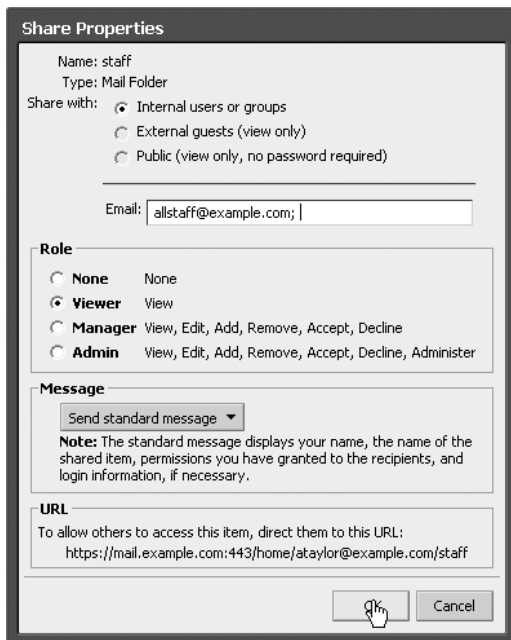 Share Properties
Name: staff
Type: Mail Folder
Share with: Internal users or groups
External guests (view only)
Public (view only, no password required)
Email: allstaff@example.com;
Role
None None
Viewer View
Manager View, Edit, Add, Remove, Accept, Decline
Admin View, Edit, Add, Remove, Accept, Decline, Administer
Message
Send standard message
Note: The standard message displays your name, the name of the
shared item, permissions you have granted to the recipients, and
login information, if necessary.
URL
To allow others to access this item, direct them to this URL:
https://mail.example.com:443/home/ataylor@example.com/staff
OK Cancel